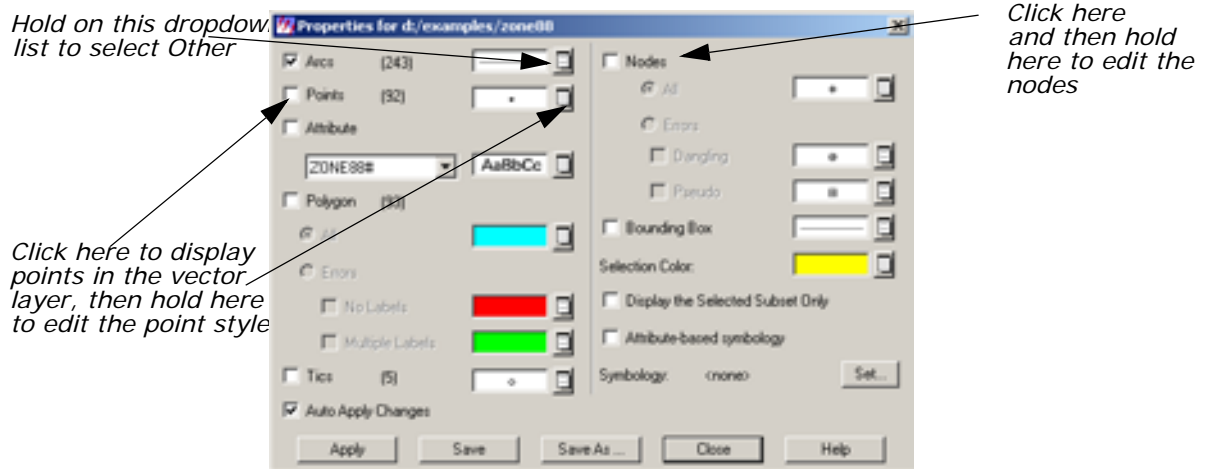 Hold on this dropdow
list to select Other
Click here
and then hold
here to edit the
nodes
Properties for d:/examples/zone88
Arcs (243)
Points (92)
Attribute
ZONE88# AaBbCc
Polygon (93)
All
Errors
No Labels
Multiple Labels
Tics (5)
Auto Apply Changes
Nodes
All
Errors
Dangling
Pseudo
Bounding Box
Selection Color:
Display the Selected Subset Only
Attribute-based symbology
Symbology: <none> Set...
Apply Save Save As ... Close Help
Click here to display
points in the vector
layer, then hold here
to edit the point style